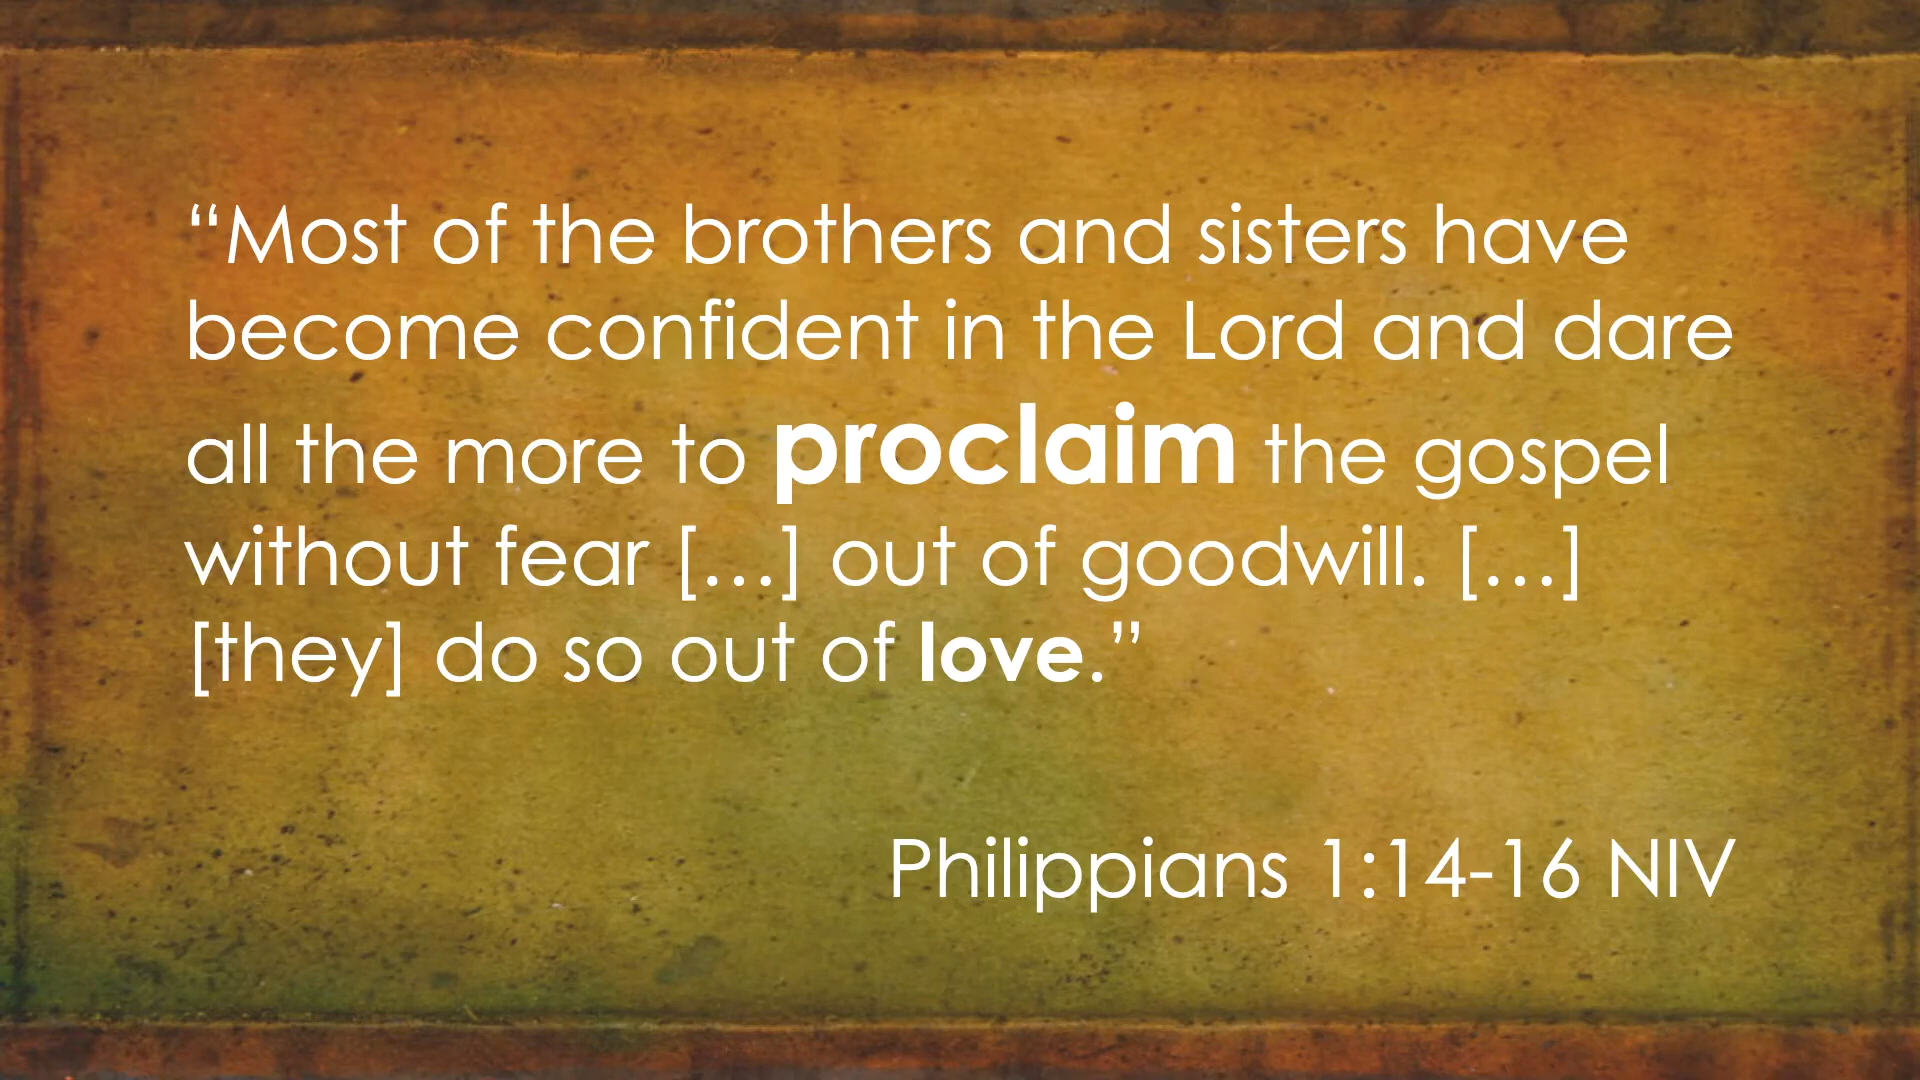 “Most of the brothers and sisters have
become confident in the Lord and dare
all the more to proclaim the gospel
without fear […] out of goodwill. […]
[they] do so out of love.”
Philippians 1:14-16 NIV